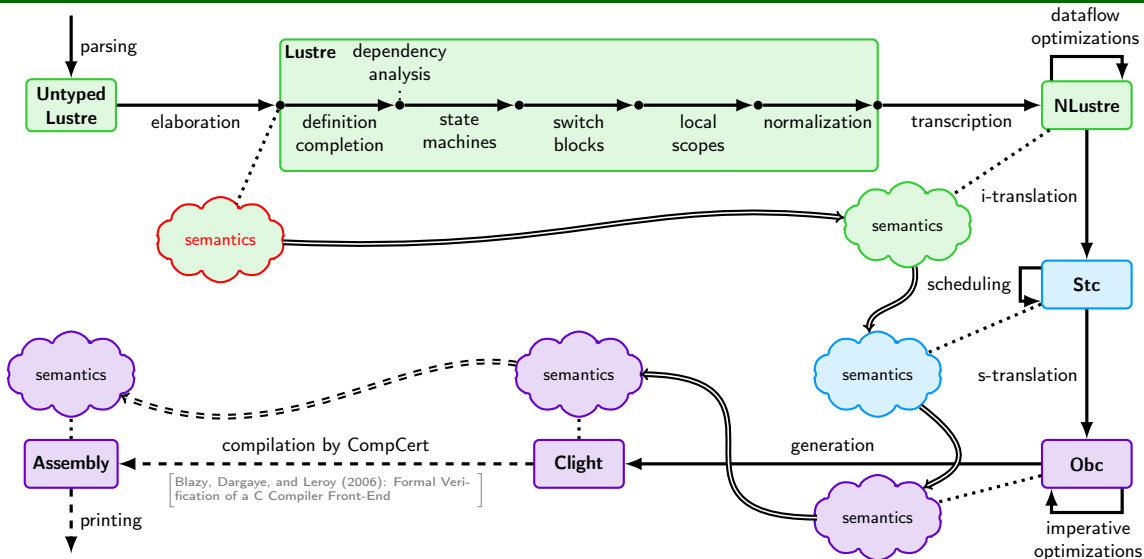 dataflow
optimizations
parsing
Lustre
dependency
analysis
Untyped
Lustre
NLustre
elaboration
definition
completion
state
machines
switch
blocks
local
scopes
normalization
transcription
i-translation
semantics
semantics
scheduling
Stc
semantics
semantics
semantics
s-translation
compilation by CompCert
generation
Assembly
Clight
Obc
[Blazy, Dargaye, and Leroy (2006): Formal Veri-
fication of a C Compiler Front-End]
printing
semantics
imperative
optimizations